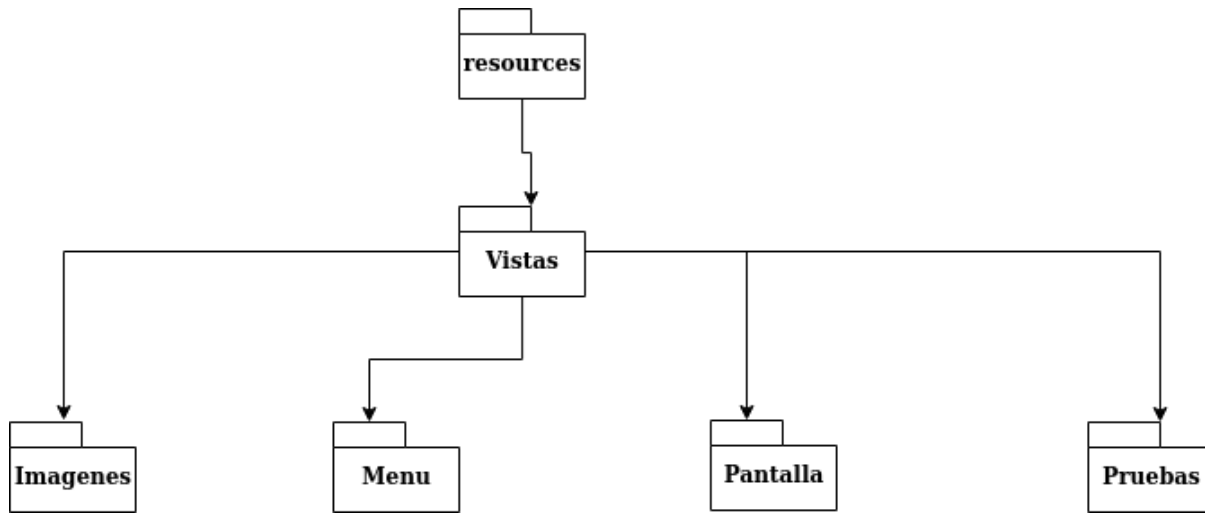 resources
Vistas
Imagenes
Menu
Pantalla
Pruebas